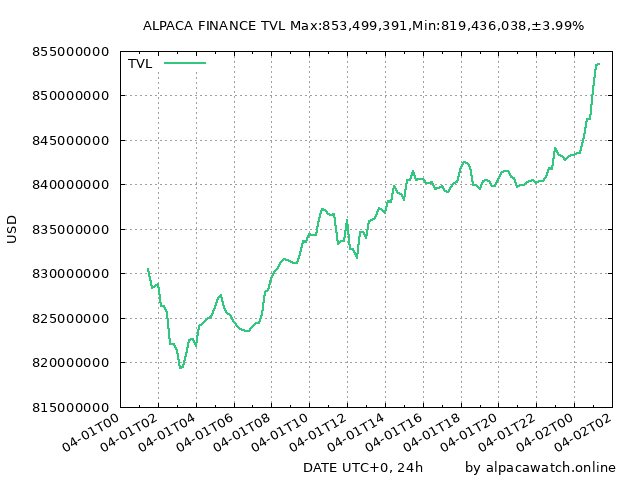 ALPACA FINANCE TVL Max:853,499,391,Min:819,436,038,±3.99%
TVL
855000000
850000000
845000000
840000000
835000000
830000000
825000000
820000000
815000000
USD
04-01T00
04-01T02
04-01T04
04-01T06
04-01T08
04-01T10
04-01T12
04-01T14
04-01T16
04-01T18
04-01T20
04-01T22
04-02T00
04-02T02
DATE UTC+0, 24h
by alpacawatch.online